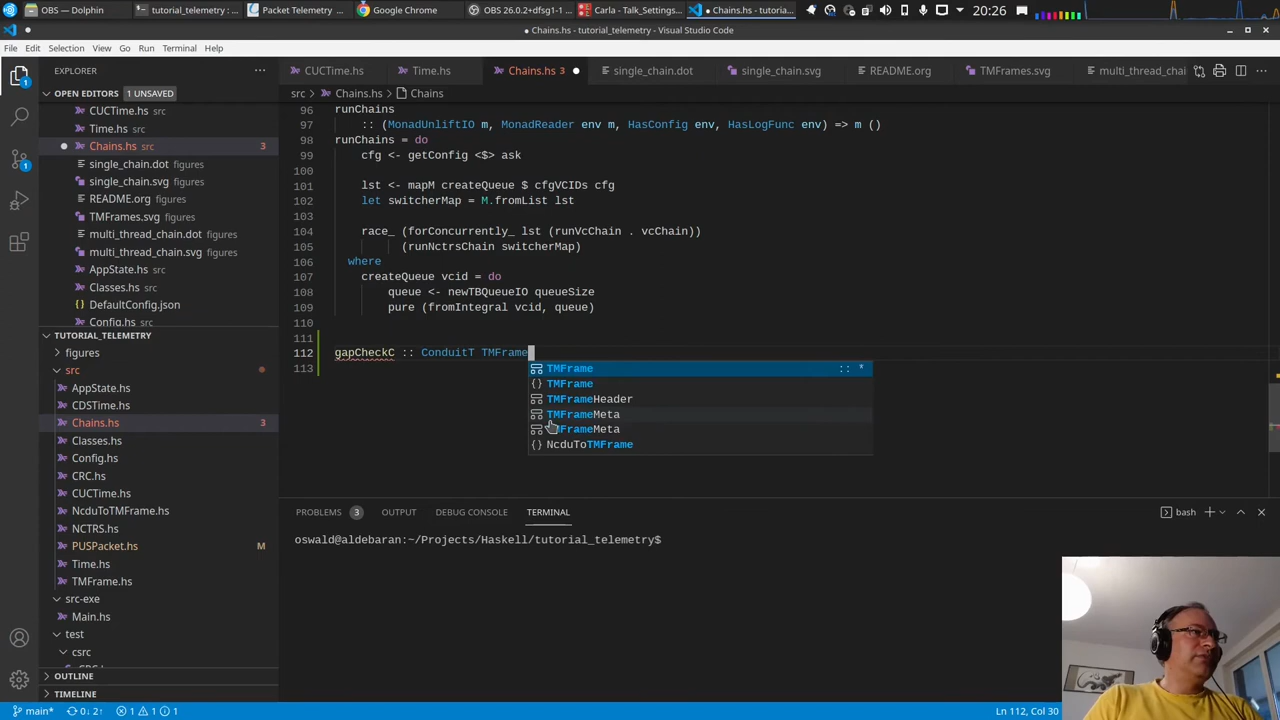 OBS — Dolphin
tutorial_telemetry : ...
Packet Telemetry ...
Google Chrome
OBS 26.0.2+dfsg1-1 ...
Carla - Talk_Settings...
● Chains.hs - tutoria...
20:26
● Chains.hs - tutorial_telemetry - Visual Studio Code
File Edit Selection View Go Run Terminal Help
EXPLORER ...
CUCTime.hs
Time.hs
Chains.hs 3 ●
single_chain.dot
single_chain.svg
README.org
TMFrames.svg
multi_thread_chai
src > Chains.hs > Chains
OPEN EDITORS 1 UNSAVED
CUCTime.hs src
Time.hs src
Chains.hs src 3
single_chain.dot figures
single_chain.svg figures
README.org figures
TMFrames.svg figures
multi_thread_chain.dot figures
multi_thread_chain.svg figures
AppState.hs src
Classes.hs src
DefaultConfig.json
Config.hs src
TUTORIAL_TELEMETRY
> figures
src
AppState.hs
CDSTime.hs
Chains.hs 3
Classes.hs
Config.hs
CRC.hs
CUCTime.hs
NcduToTMFrame.hs
NCTRS.hs
PUSPacket.hs M
Time.hs
TMFrame.hs
src-exe
Main.hs
test
csrc
OUTLINE
TIMELINE
96 runChains
97 :: (MonadUnliftIO m, MonadReader env m, HasConfig env, HasLogFunc env) => m ()
98 runChains = do
99 cfg <- getConfig <$> ask
100
101 lst <- mapM createQueue $ cfgVCIDs cfg
102 let switcherMap = M.fromList lst
103
104 race_ (forConcurrently_ lst (runVcChain . vcChain))
105 (runNctrsChain switcherMap)
106 where
107 createQueue vcid = do
108 queue <- newTBQueueIO queueSize
109 pure (fromIntegral vcid, queue)
110
111
112 gapCheckC :: ConduitT TMFrame
113
TMFrame :: *
TMFrame
TMFrameHeader
TMFrameMeta
TMFrameMeta
NcduToTMFrame
PROBLEMS 3 OUTPUT DEBUG CONSOLE TERMINAL
bash
oswald@aldebaran:~/Projects/Haskell/tutorial_telemetry$
main* 0↓ 2↑ 1 1 1
Ln 112, Col 30